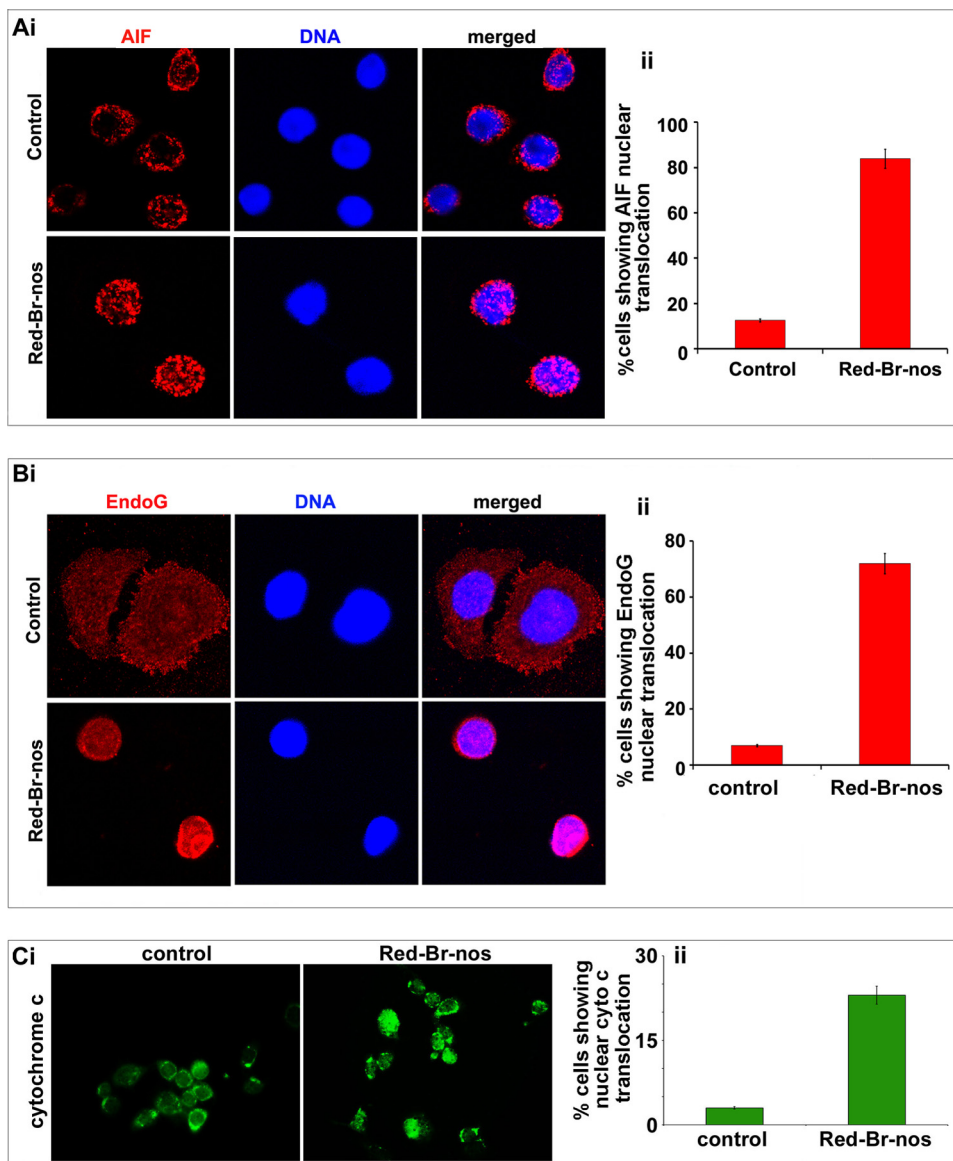 Ai
AIF
DNA
merged
Control
Red-Br-nos
ii
% cells showing AIF nuclear
translocation
100
80
60
40
20
0
Control
Red-Br-nos
Bi
EndoG
DNA
merged
Control
Red-Br-nos
ii
% cells showing EndoG
nuclear translocation
80
60
40
20
0
control
Red-Br-nos
Ci
control
Red-Br-nos
cytochrome c
ii
% cells showing
nuclear cyto c
translocation
30
15
0
control
Red-Br-nos